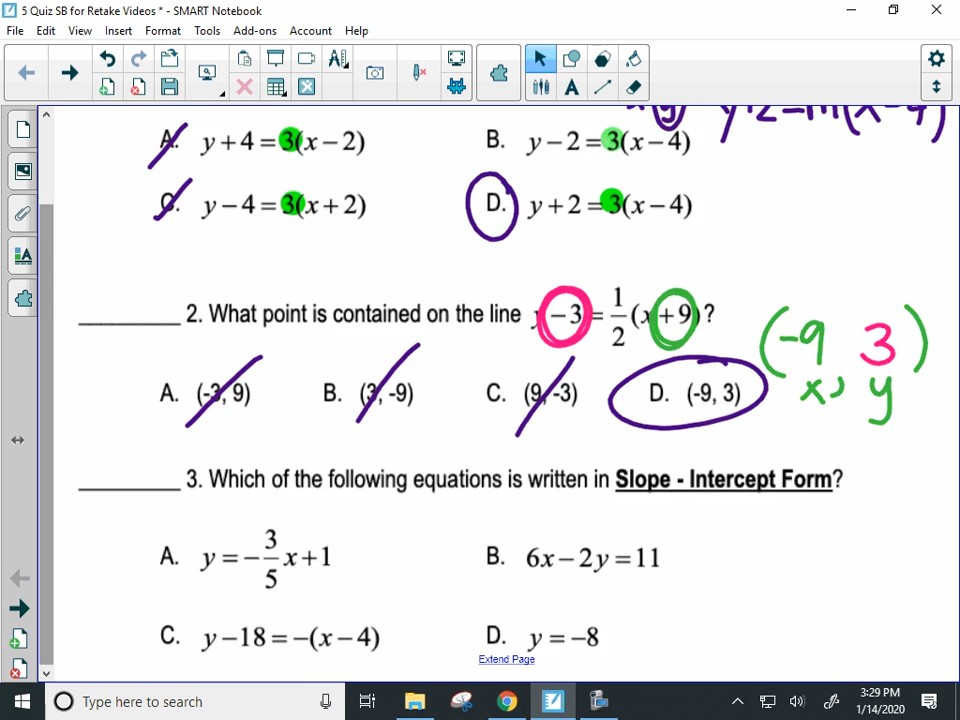 5 Quiz SB for Retake Videos * - SMART Notebook
File Edit View Insert Format Tools Add-ons Account Help
A. y + 4 = 3(x − 2) B. y − 2 = 3(x − 4)
C. y − 4 = 3(x + 2) D. y + 2 = 3(x − 4)
_________ 2. What point is contained on the line y − 3 = 1/2 (x + 9)?
(-9 3)
x, y
A. (-3, 9) B. (3, -9) C. (9, -3) D. (-9, 3)
_________ 3. Which of the following equations is written in Slope - Intercept Form?
A. y = −3/5 x + 1 B. 6x − 2y = 11
C. y − 18 = −(x − 4) D. y = −8
Extend Page
Type here to search
3:29 PM
1/14/2020